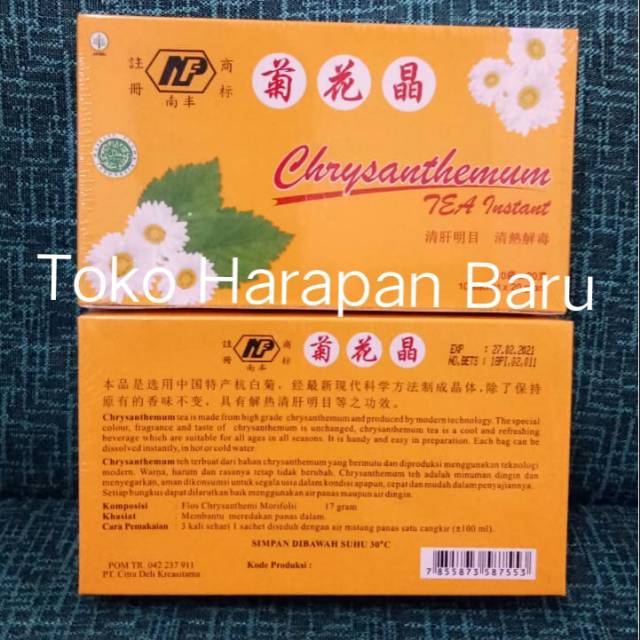 註 商
冊 标
NF
南丰
菊花晶
Chrysanthemum
TEA Instant
清肝明目 清熱解毒
Toko Harapan Baru
註 商
冊 标
NF
南丰
菊花晶
EXP : 27.02.2021
NO.BETS :
本品是选用中国特产杭白菊，经最新现代科学方法制成晶体，除了保持
原有的香味不变，具有解热清肝明目等之功效。
Chrysanthemum tea is made from high grade chrysanthemum and produced by modern technology. The special
colour, fragrance and taste of chrysanthemum is unchanged, chrysanthemum tea is a cool and refreshing
beverage which are suitable for all ages in all seasons. It is handy and easy in preparation. Each bag can be
dissolved instantly, in hot or cold water.
Chrysanthemum teh terbuat dari bahan chrysanthemum yang bermutu dan diproduksi menggunakan teknologi
modern. Warna, harum dan rasanya tetap tidak berubah. Chrysanthemum teh adalah minuman dingin dan
menyegarkan, aman dikonsumsi untuk segala usia dalam kondisi apapun, cepat dan mudah dalam penyajiannya.
Setiap bungkus dapat dilarutkan baik menggunakan air panas maupun air dingin.
Komposisi : Flos Chrysanthemi Morifolii 17 gram
Khasiat : Membantu meredakan panas dalam.
Cara Pemakaian : 3 kali sehari 1 sachet diseduh dengan air matang panas satu cangkir (±100 ml).
SIMPAN DIBAWAH SUHU 30°C
POM TR. 042 237 911
PT. Citra Deli Kreasitama
Kode Produksi :
7 855873 587553